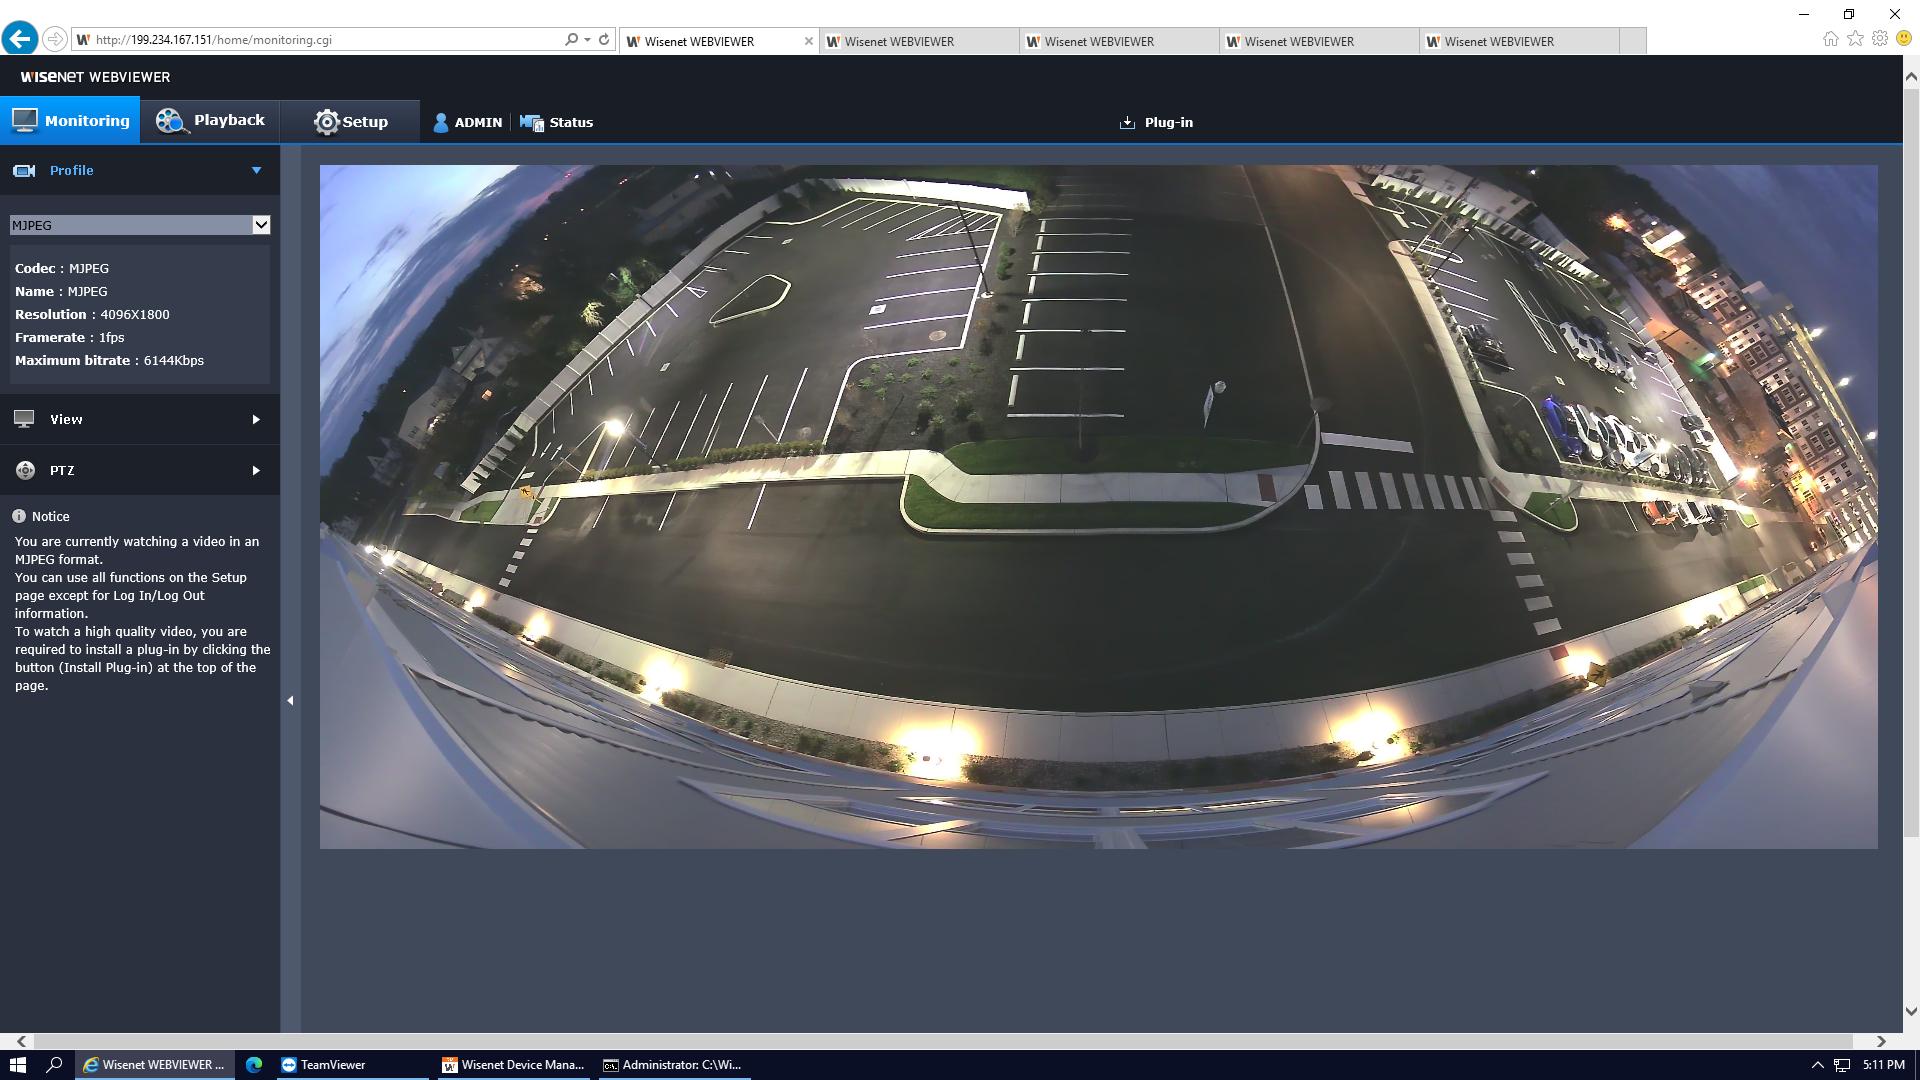 http://199.234.167.151/home/monitoring.cgi
Wisenet WEBVIEWER
Wisenet WEBVIEWER
Wisenet WEBVIEWER
Wisenet WEBVIEWER
Wisenet WEBVIEWER
WISENET WEBVIEWER
Monitoring
Playback
Setup
ADMIN
Status
Plug-in
Profile
MJPEG
Codec : MJPEG
Name : MJPEG
Resolution : 4096X1800
Framerate : 1fps
Maximum bitrate : 6144Kbps
View
PTZ
Notice
You are currently watching a video in an
MJPEG format.
You can use all functions on the Setup
page except for Log In/Log Out
information.
To watch a high quality video, you are
required to install a plug-in by clicking the
button (Install Plug-in) at the top of the
page.
Wisenet WEBVIEWER ...
TeamViewer
Wisenet Device Mana...
Administrator: C:\Wi...
5:11 PM